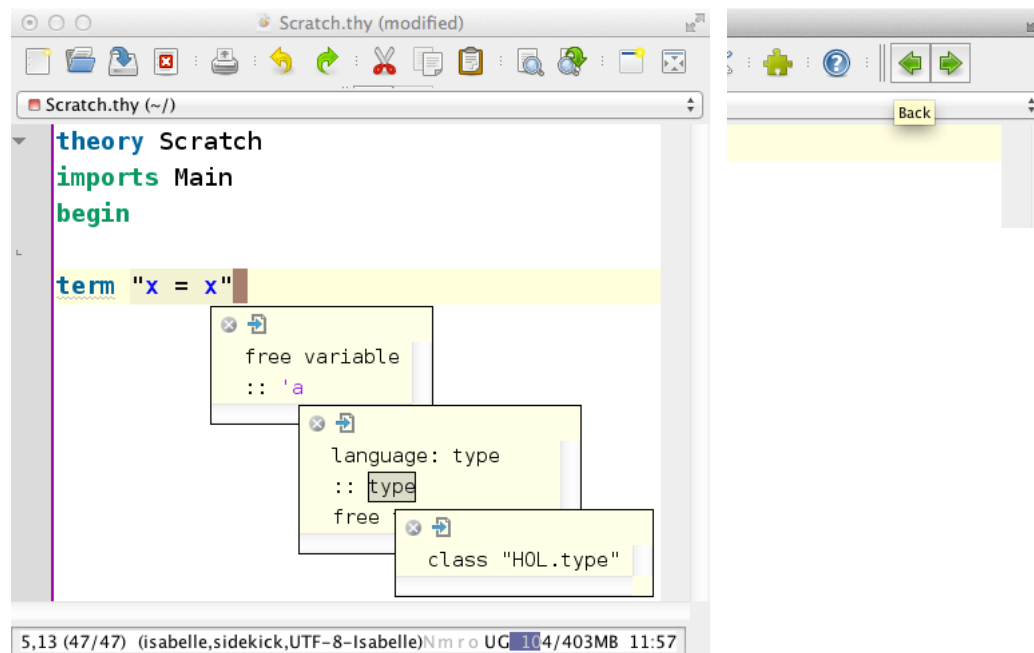 Scratch.thy (modified)
Scratch.thy (~/)
Back
theory Scratch
imports Main
begin
term "x = x"
free variable
:: 'a
language: type
:: type
free
class "HOL.type"
5,13 (47/47) (isabelle,sidekick,UTF-8-Isabelle)N m r o UG 104/403MB 11:57